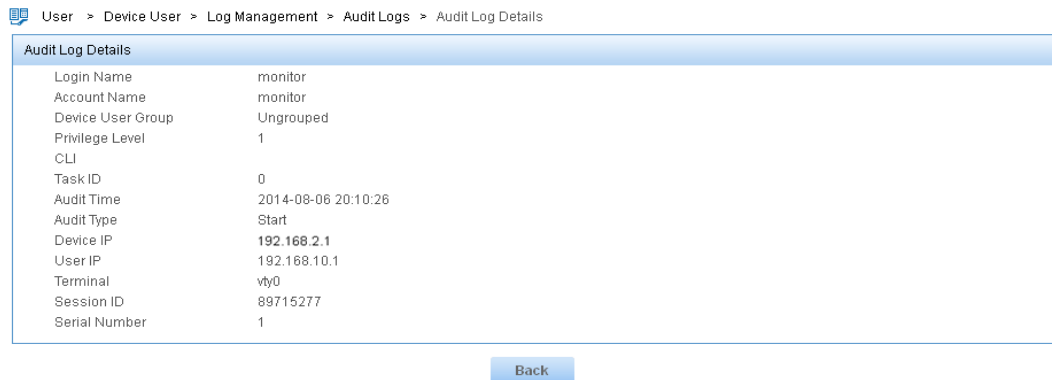 User > Device User > Log Management > Audit Logs > Audit Log Details
Audit Log Details
Login Name monitor
Account Name monitor
Device User Group Ungrouped
Privilege Level 1
CLI
Task ID 0
Audit Time 2014-08-06 20:10:26
Audit Type Start
Device IP 192.168.2.1
User IP 192.168.10.1
Terminal vty0
Session ID 89715277
Serial Number 1
Back